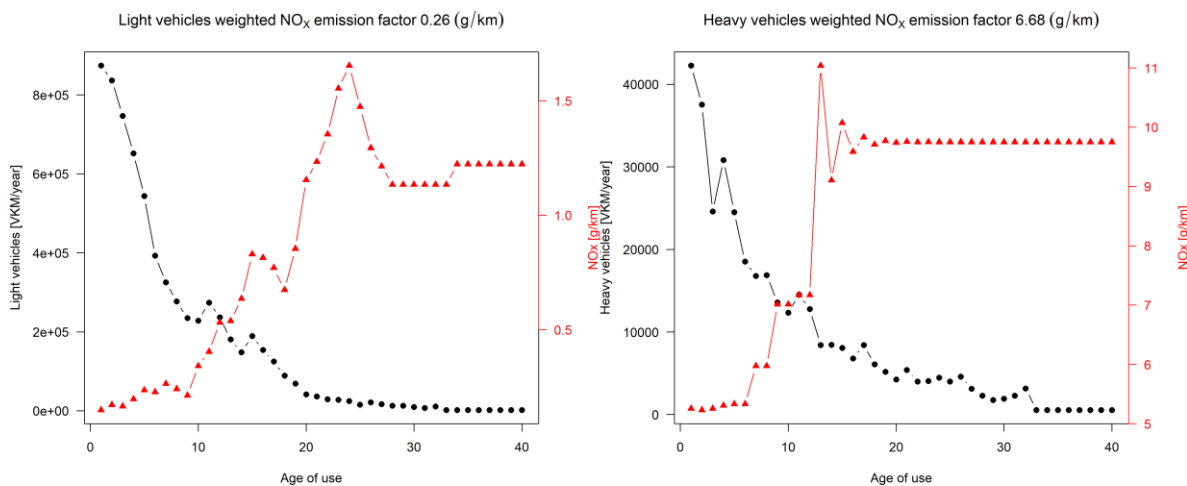 Light vehicles weighted NOX emission factor 0.26 (g/km)
8e+05
6e+05
4e+05
2e+05
0e+00
Light vehicles [VKM/year]
1.5
1.0
0.5
NOx [g/km]
0 10 20 30 40
Age of use
Heavy vehicles weighted NOX emission factor 6.68 (g/km)
40000
30000
20000
10000
0
Heavy vehicles [VKM/year]
11
10
9
8
7
6
5
NOx [g/km]
0 10 20 30 40
Age of use